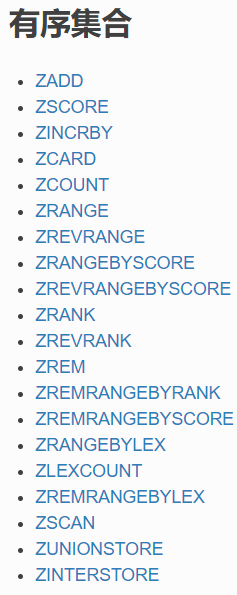 有序集合
ZADD
ZSCORE
ZINCRBY
ZCARD
ZCOUNT
ZRANGE
ZREVRANGE
ZRANGEBYSCORE
ZREVRANGEBYSCORE
ZRANK
ZREVRANK
ZREM
ZREMRANGEBYRANK
ZREMRANGEBYSCORE
ZRANGEBYLEX
ZLEXCOUNT
ZREMRANGEBYLEX
ZSCAN
ZUNIONSTORE
ZINTERSTORE